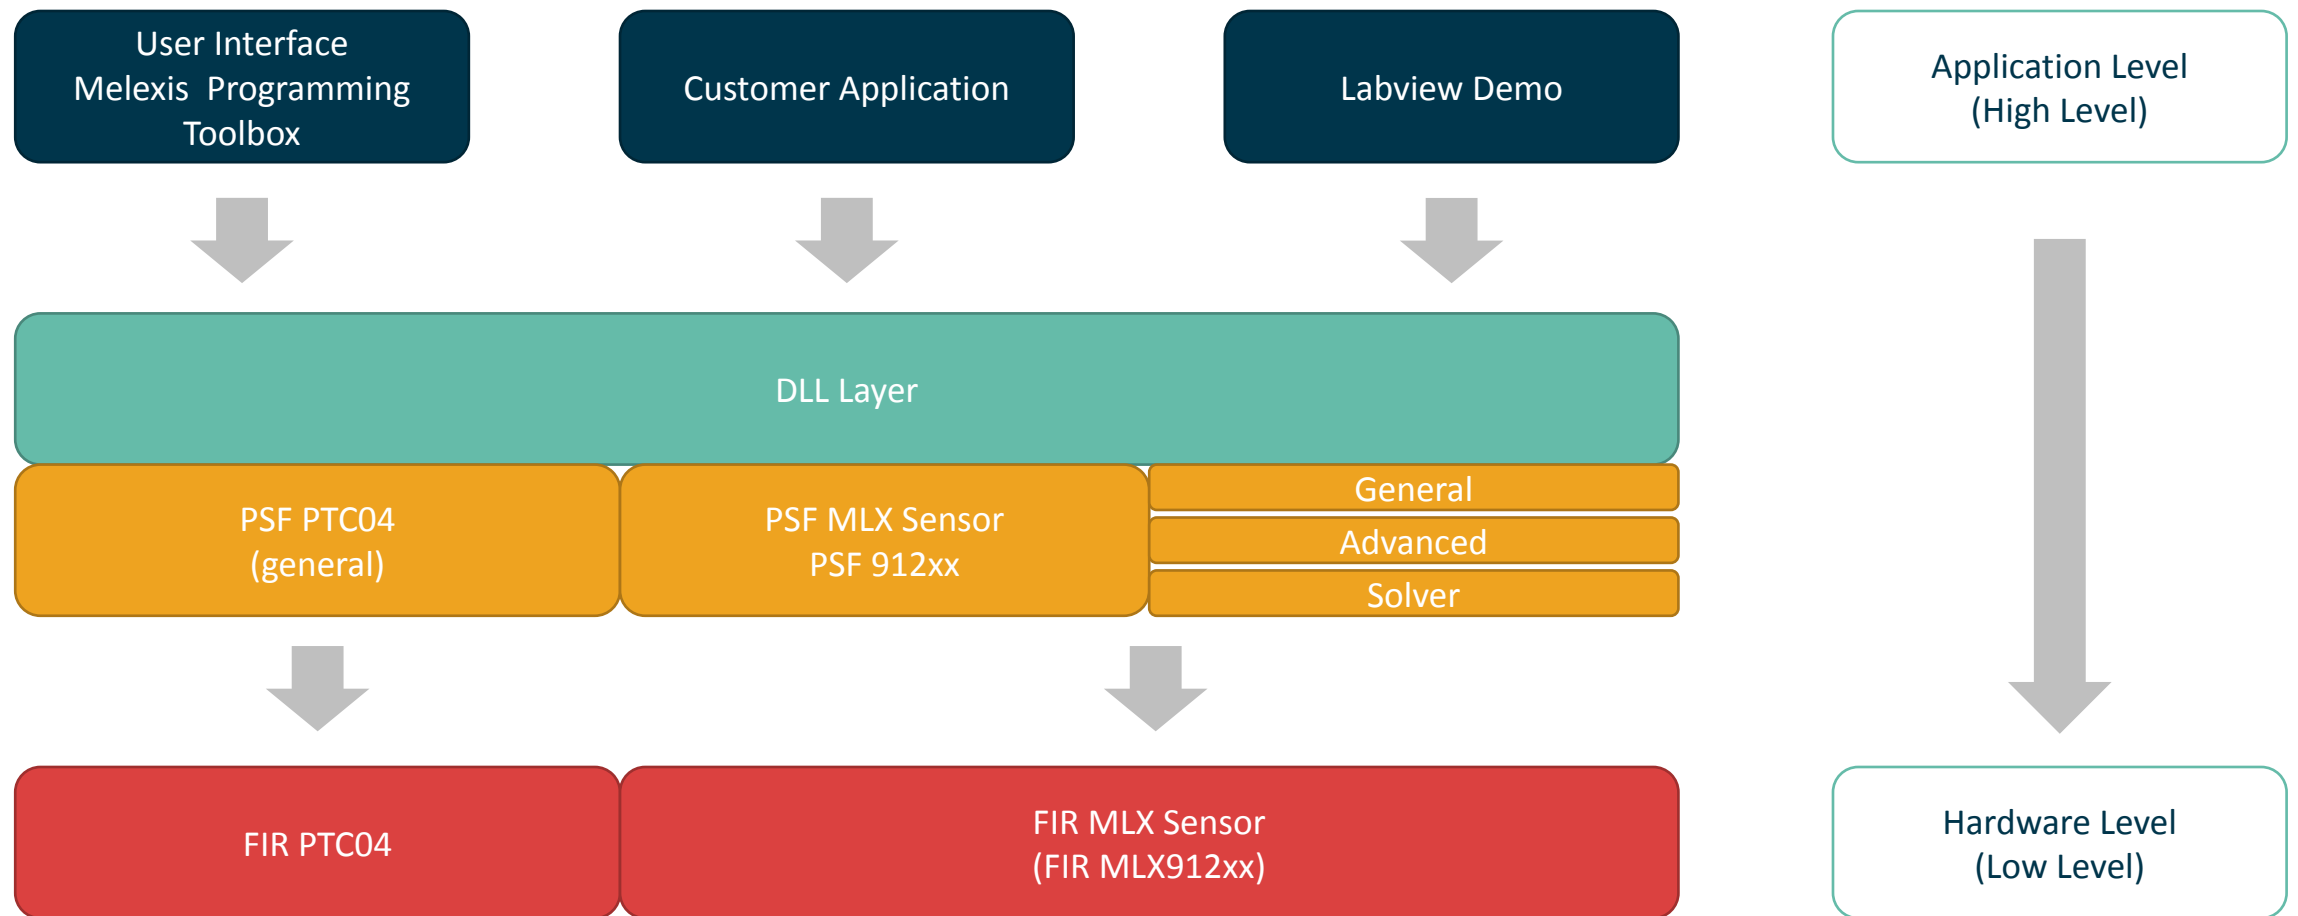 User Interface
Melexis  Programming
Toolbox
Customer Application
Labview Demo
Application Level
(High Level)
DLL Layer
PSF PTC04
(general)
PSF MLX Sensor
PSF 912xx
General
Advanced
Solver
FIR PTC04
FIR MLX Sensor
(FIR MLX912xx)
Hardware Level
(Low Level)